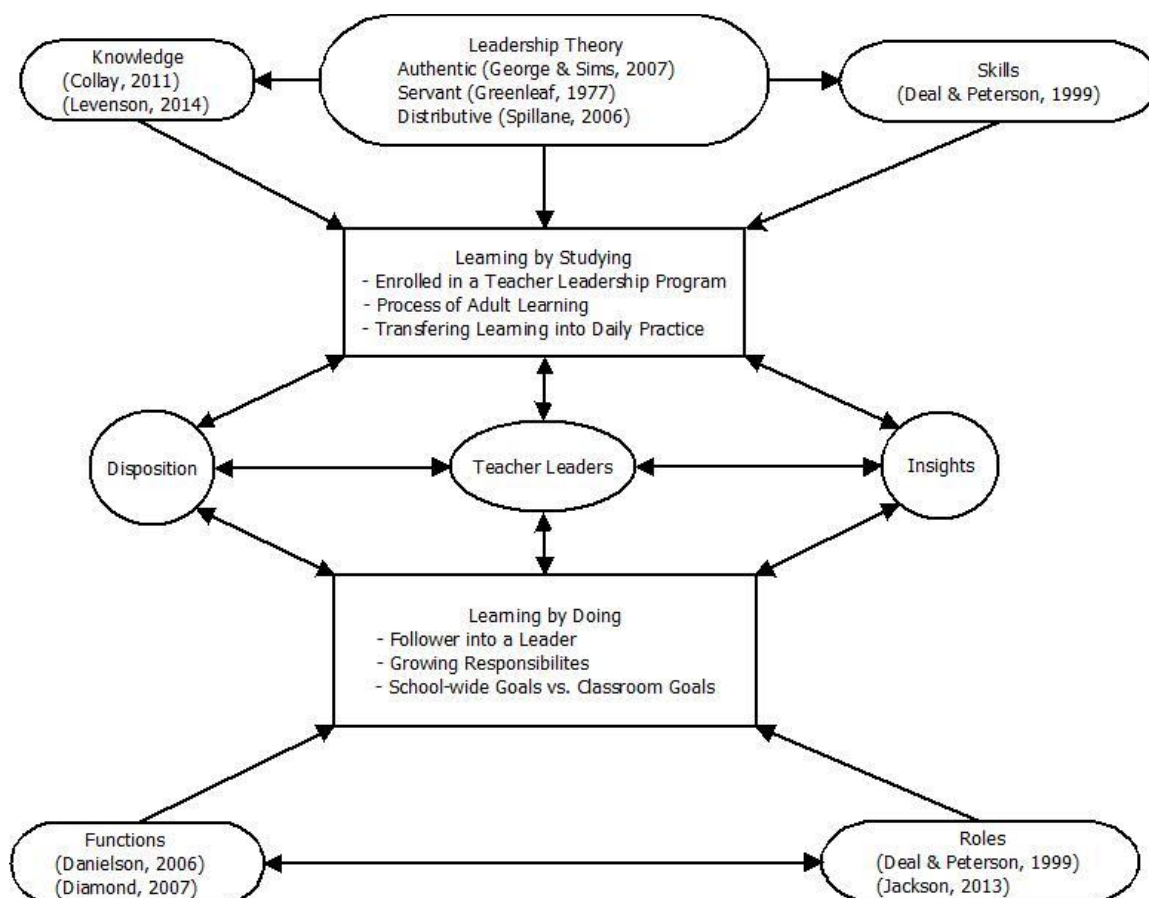 Knowledge
(Collay, 2011)
(Levenson, 2014)
Leadership Theory
Authentic (George & Sims, 2007)
Servant (Greenleaf, 1977)
Distributive (Spillane, 2006)
Skills
(Deal & Peterson, 1999)
Learning by Studying
- Enrolled in a Teacher Leadership Program
- Process of Adult Learning
- Transfering Learning into Daily Practice
Disposition
Teacher Leaders
Insights
Learning by Doing
- Follower into a Leader
- Growing Responsibilites
- School-wide Goals vs. Classroom Goals
Functions
(Danielson, 2006)
(Diamond, 2007)
Roles
(Deal & Peterson, 1999)
(Jackson, 2013)